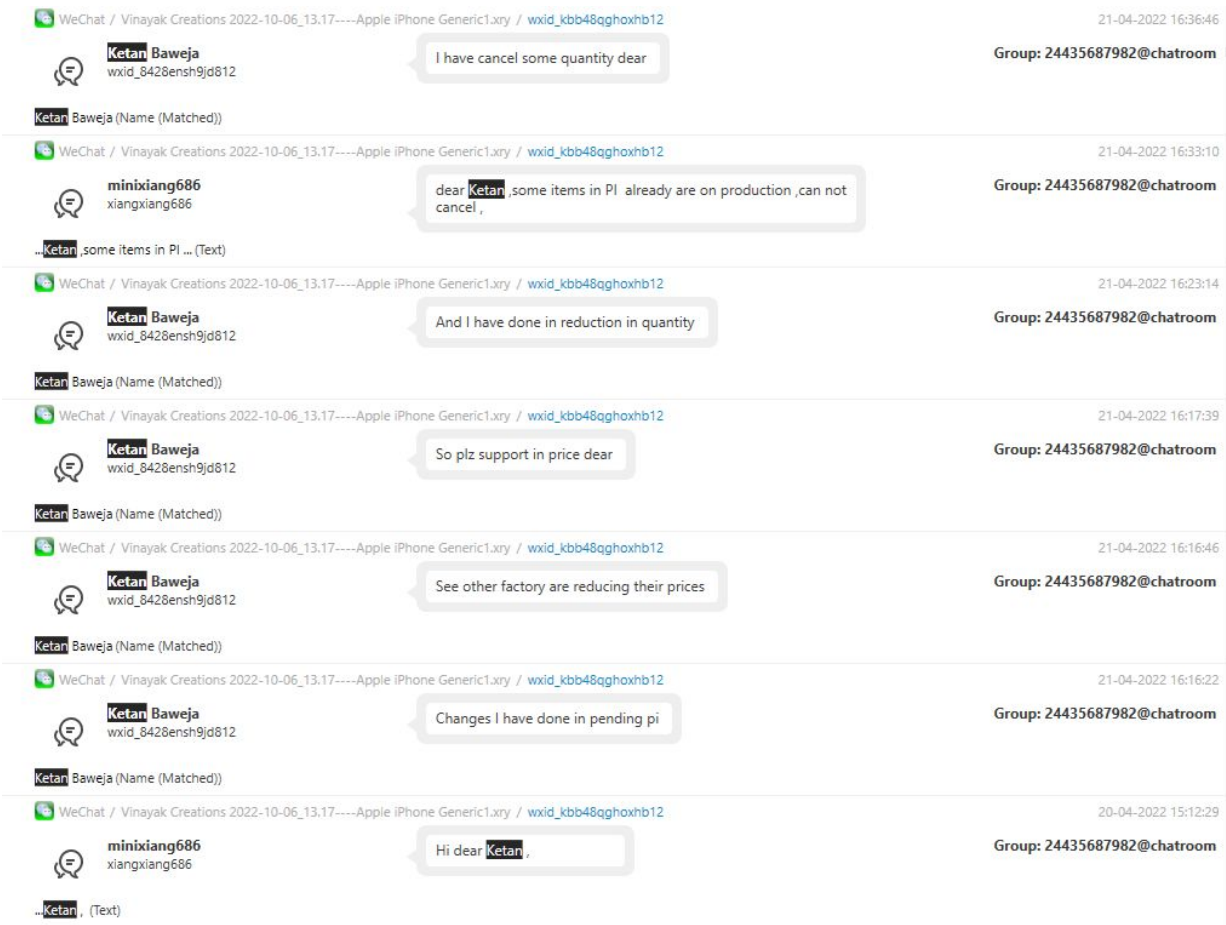 WeChat / Vinayak Creations 2022-10-06_13.17----Apple iPhone Generic1.xry / wxid_kbb48qghoxhb12 21-04-2022 16:36:46
Ketan Baweja
wxid_8428ensh9jd812
I have cancel some quantity dear
Group: 24435687982@chatroom
Ketan Baweja (Name (Matched))
WeChat / Vinayak Creations 2022-10-06_13.17----Apple iPhone Generic1.xry / wxid_kbb48qghoxhb12 21-04-2022 16:33:10
minixiang686
xiangxiang686
dear Ketan ,some items in PI already are on production ,can not
cancel ,
Group: 24435687982@chatroom
...Ketan ,some items in PI ... (Text)
WeChat / Vinayak Creations 2022-10-06_13.17----Apple iPhone Generic1.xry / wxid_kbb48qghoxhb12 21-04-2022 16:23:14
Ketan Baweja
wxid_8428ensh9jd812
And I have done in reduction in quantity
Group: 24435687982@chatroom
Ketan Baweja (Name (Matched))
WeChat / Vinayak Creations 2022-10-06_13.17----Apple iPhone Generic1.xry / wxid_kbb48qghoxhb12 21-04-2022 16:17:39
Ketan Baweja
wxid_8428ensh9jd812
So plz support in price dear
Group: 24435687982@chatroom
Ketan Baweja (Name (Matched))
WeChat / Vinayak Creations 2022-10-06_13.17----Apple iPhone Generic1.xry / wxid_kbb48qghoxhb12 21-04-2022 16:16:46
Ketan Baweja
wxid_8428ensh9jd812
See other factory are reducing their prices
Group: 24435687982@chatroom
Ketan Baweja (Name (Matched))
WeChat / Vinayak Creations 2022-10-06_13.17----Apple iPhone Generic1.xry / wxid_kbb48qghoxhb12 21-04-2022 16:16:22
Ketan Baweja
wxid_8428ensh9jd812
Changes I have done in pending pi
Group: 24435687982@chatroom
Ketan Baweja (Name (Matched))
WeChat / Vinayak Creations 2022-10-06_13.17----Apple iPhone Generic1.xry / wxid_kbb48qghoxhb12 20-04-2022 15:12:29
minixiang686
xiangxiang686
Hi dear Ketan ,
Group: 24435687982@chatroom
...Ketan , (Text)